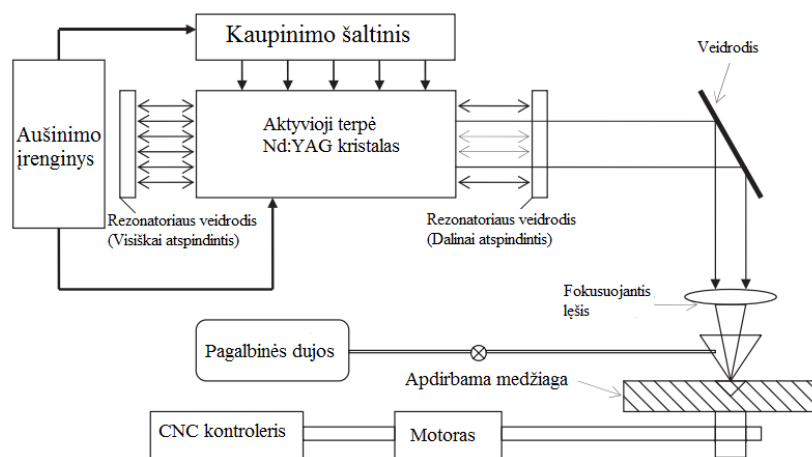 Kaupinimo šaltinis
Veidrodis
Aušinimo
įrenginys
Aktyvioji terpė
Nd:YAG kristalas
Rezonatoriaus veidrodis
(Visiškai atspindintis)
Rezonatoriaus veidrodis
(Dalinai atspindintis)
Fokusuojantis
lęšis
Pagalbinės dujos
Apdirbama medžiaga
CNC kontroleris
Motoras